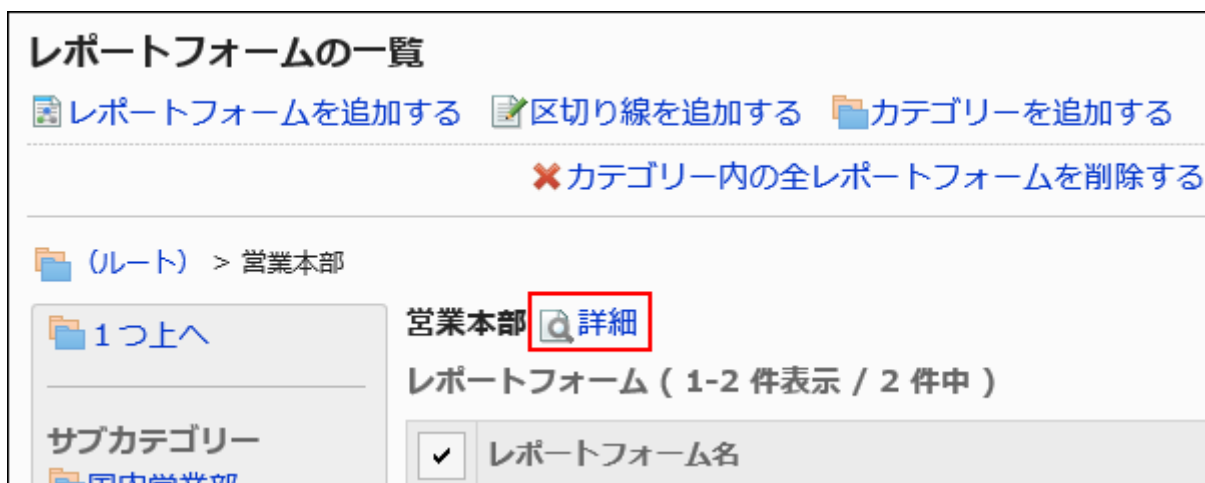 レポートフォームの一覧
レポートフォームを追加する 区切り線を追加する カテゴリーを追加する
カテゴリー内の全レポートフォームを削除する
(ルート) > 営業本部
1つ上へ
営業本部 詳細
レポートフォーム ( 1-2 件表示 / 2 件中 )
サブカテゴリー
レポートフォーム名
国内営業部